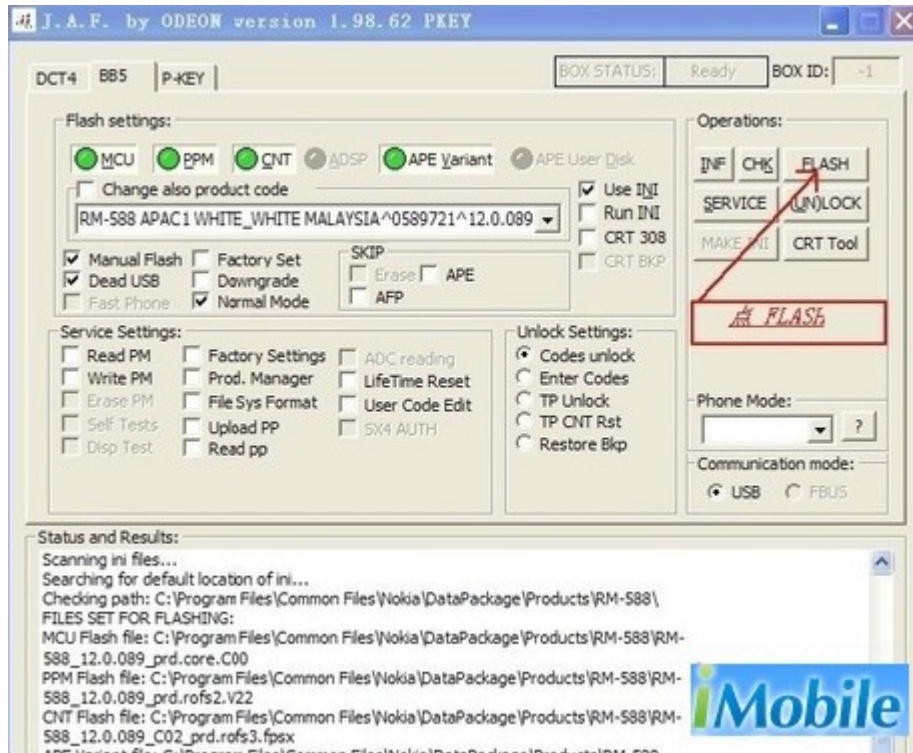 J.A.F. by ODEON version 1.98.62 PKEY
DCT4 BB5 P-KEY
BOX STATUS: Ready BOX ID: -1
Flash settings:
MCU PPM CNT ADSP APE Variant APE User Disk
Change also product code
RM-588 APAC1 WHITE_WHITE MALAYSIA^0589721^12.0.089
Use INI
Run INI
CRT 308
CRT BKP
Manual Flash Factory Set
Dead USB Downgrade
Fast Phone Normal Mode
SKIP
Erase APE
AFP
Operations:
INF CHK FLASH
SERVICE (UN)LOCK
MAKE INI CRT Tool
点 FLASh
Service Settings:
Read PM Factory Settings ADC reading
Write PM Prod. Manager LifeTime Reset
Erase PM File Sys Format User Code Edit
Self Tests Upload PP SX4 AUTH
Disp Test Read pp
Unlock Settings:
Codes unlock
Enter Codes
TP Unlock
TP CNT Rst
Restore Bkp
Phone Mode:
?
Communication mode:
USB FBUS
Status and Results:
Scanning ini files...
Searching for default location of ini...
Checking path: C:\Program Files\Common Files\Nokia\DataPackage\Products\RM-588\
FILES SET FOR FLASHING:
MCU Flash file: C:\Program Files\Common Files\Nokia\DataPackage\Products\RM-588\RM-
588_12.0.089_prd.core.C00
PPM Flash file: C:\Program Files\Common Files\Nokia\DataPackage\Products\RM-588\RM-
588_12.0.089_prd.rofs2.V22
CNT Flash file: C:\Program Files\Common Files\Nokia\DataPackage\Products\RM-588\RM-
588_12.0.089_C02_prd.rofs3.fpsx
iMobile